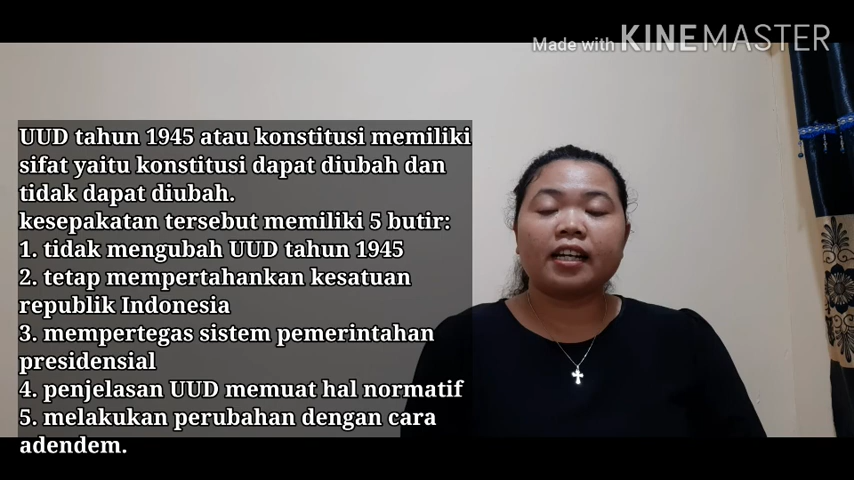 Made with KINEMASTER
UUD tahun 1945 atau konstitusi memiliki
sifat yaitu konstitusi dapat diubah dan
tidak dapat diubah.
kesepakatan tersebut memiliki 5 butir:
1. tidak mengubah UUD tahun 1945
2. tetap mempertahankan kesatuan
republik Indonesia
3. mempertegas sistem pemerintahan
presidensial
4. penjelasan UUD memuat hal normatif
5. melakukan perubahan dengan cara
adendem.